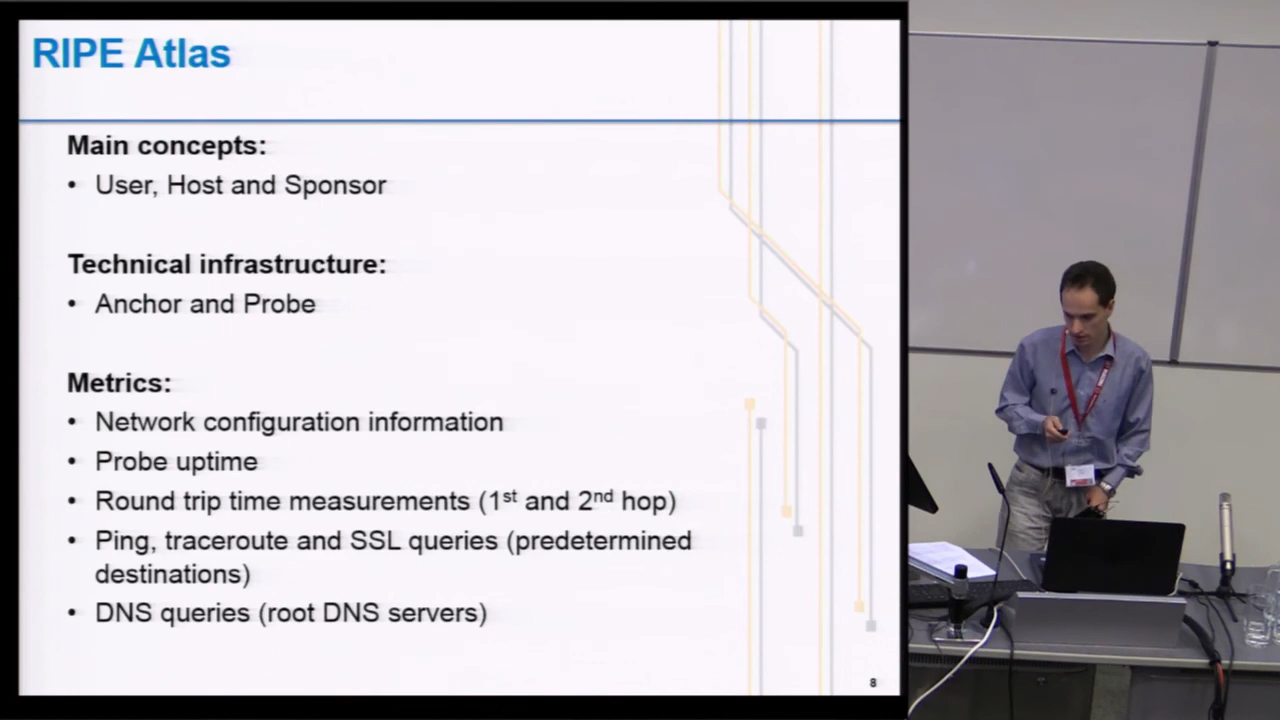 RIPE Atlas
Main concepts:
• User, Host and Sponsor
Technical infrastructure:
• Anchor and Probe
Metrics:
• Network configuration information
• Probe uptime
• Round trip time measurements (1st and 2nd hop)
• Ping, traceroute and SSL queries (predetermined
destinations)
• DNS queries (root DNS servers)
8